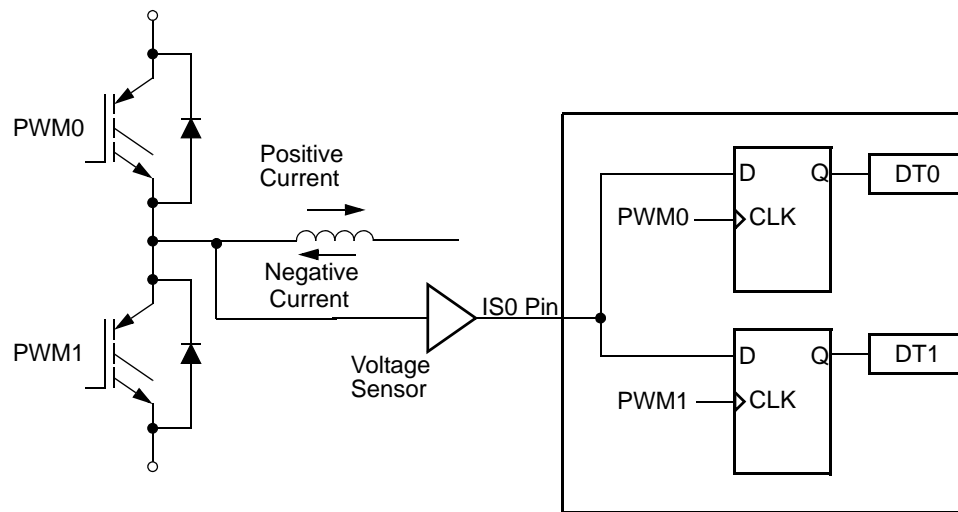 PWM0
Positive
Current
Negative
Current
PWM1
Voltage
Sensor
IS0 Pin
D
Q
DT0
PWM0
CLK
D
Q
DT1
PWM1
CLK